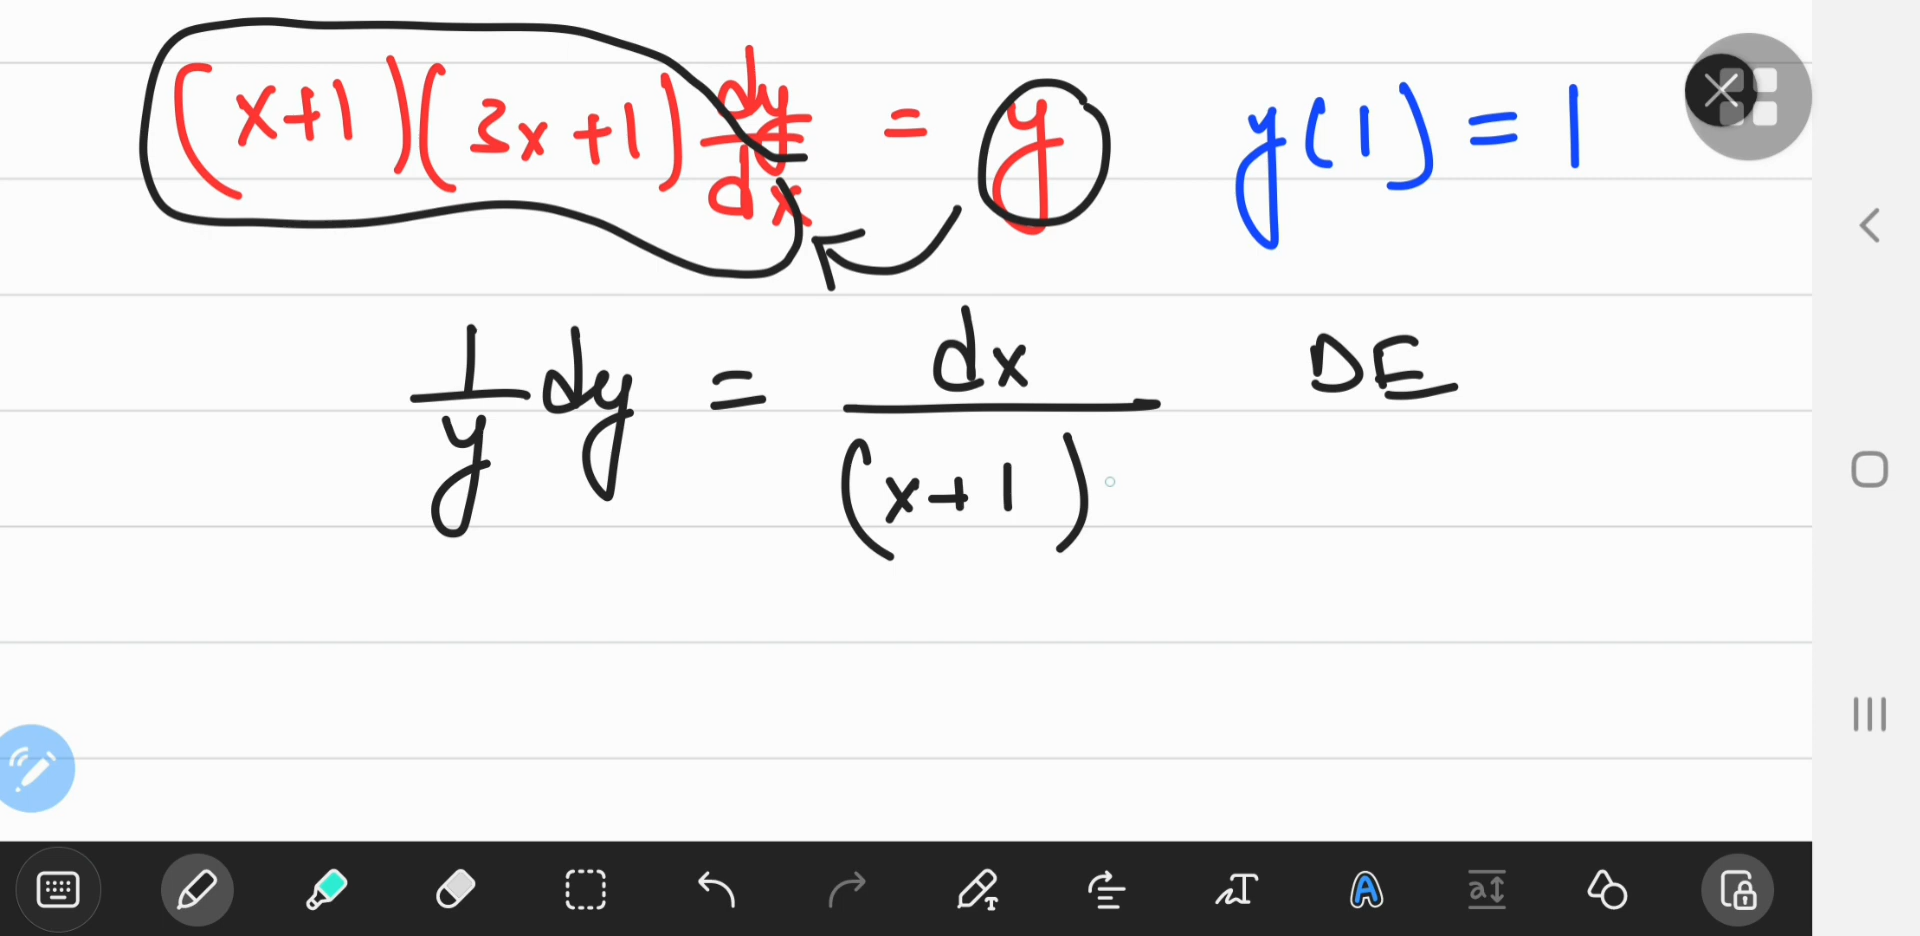 (x+1)(3x+1) dy/dx = y y(1) = 1
1/y dy = dx/(x+1) DE